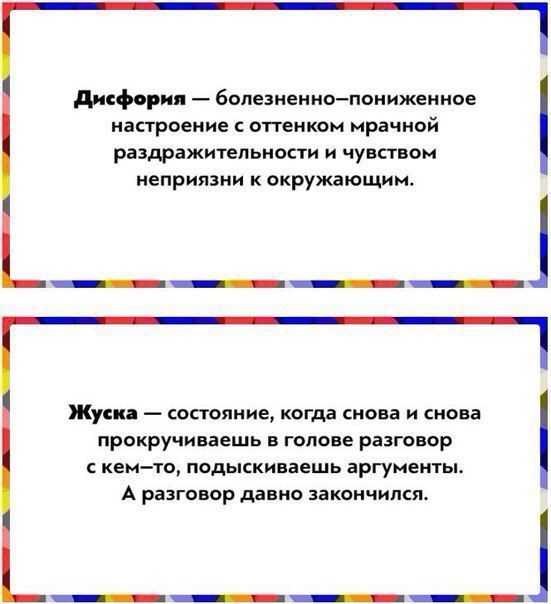 Дисфория — болезненно–пониженное
настроение с оттенком мрачной
раздражительности и чувством
неприязни к окружающим.
Жуска — состояние, когда снова и снова
прокручиваешь в голове разговор
с кем–то, подыскиваешь аргументы.
А разговор давно закончился.